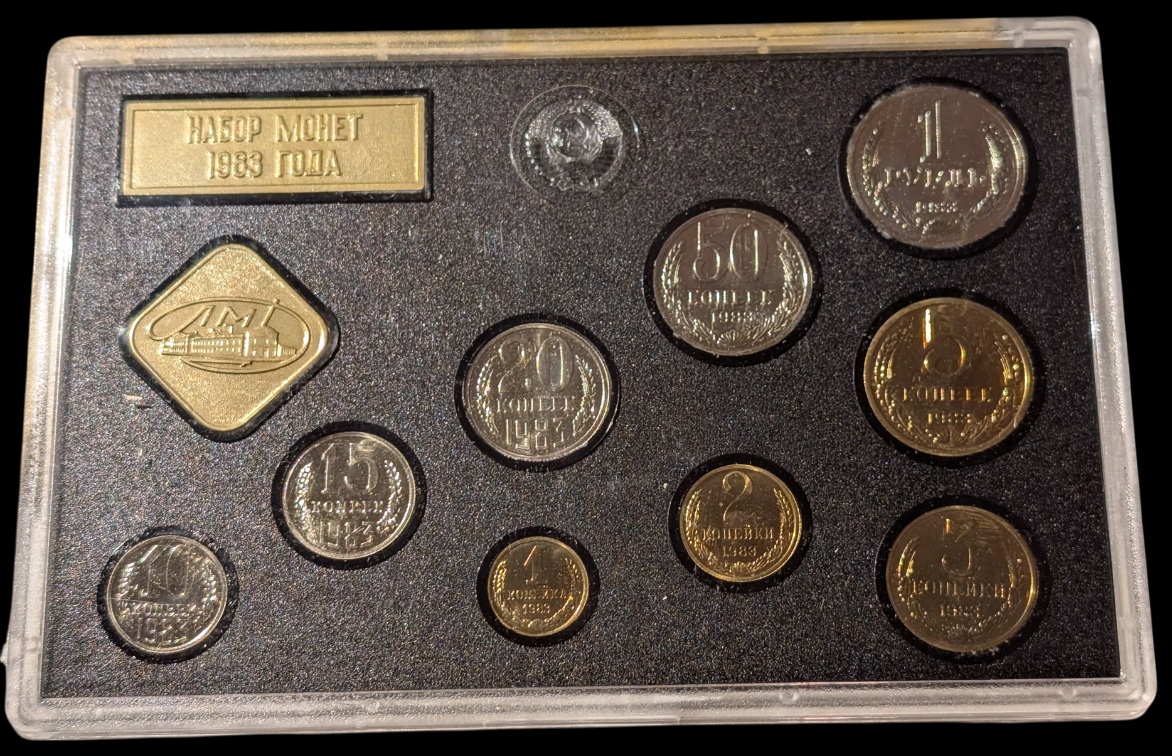 НАБОР МОНЕТ
1983 ГОДА
1
РУБЛЬ
1983
50
КОПЕЕК
1983
ЛМД
20
КОПЕЕК
1983
5
КОПЕЕК
1983
15
КОПЕЕК
1983
2
КОПЕЙКИ
1983
3
КОПЕЙКИ
1983
10
КОПЕЕК
1983
1
КОПЕЙКА
1983